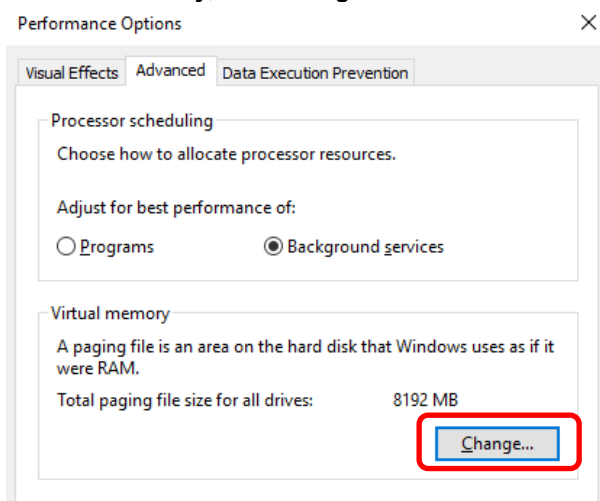 Performance Options
Visual Effects Advanced Data Execution Prevention
Processor scheduling
Choose how to allocate processor resources.
Adjust for best performance of:
Programs Background services
Virtual memory
A paging file is an area on the hard disk that Windows uses as if it
were RAM.
Total paging file size for all drives: 8192 MB
Change...